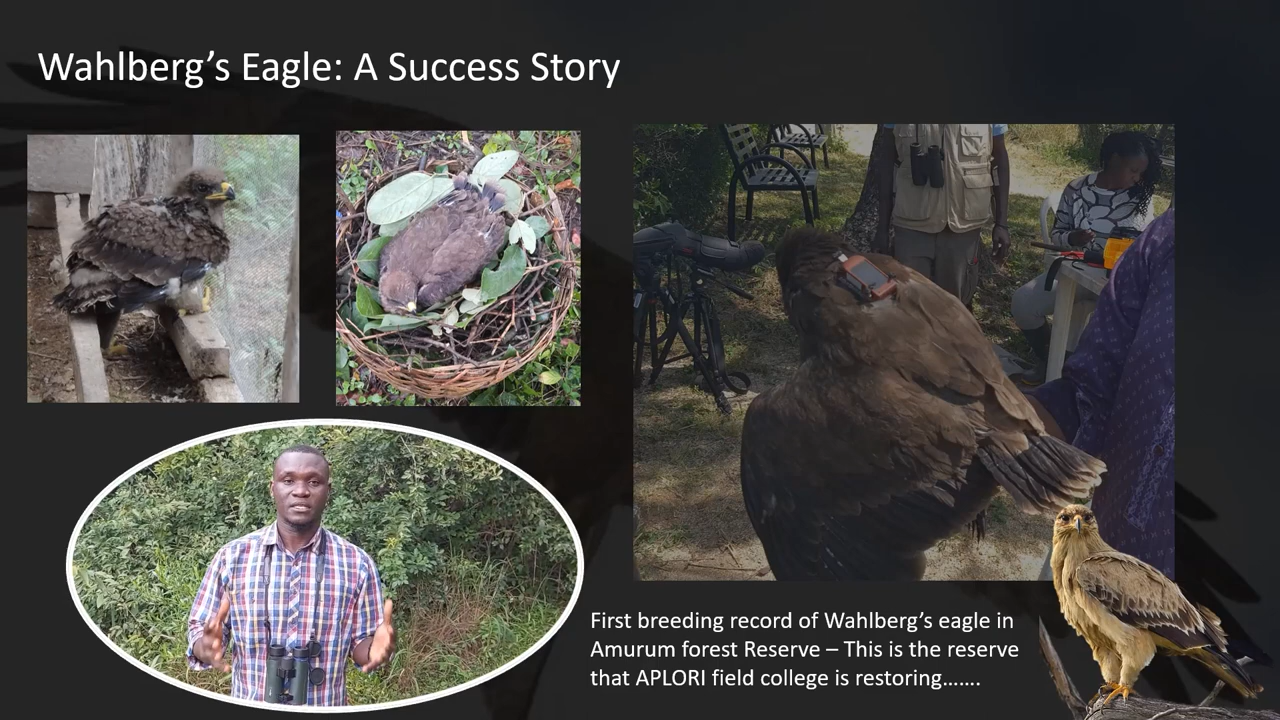 Wahlberg’s Eagle: A Success Story
First breeding record of Wahlberg’s eagle in
Amurum forest Reserve – This is the reserve
that APLORI field college is restoring…….